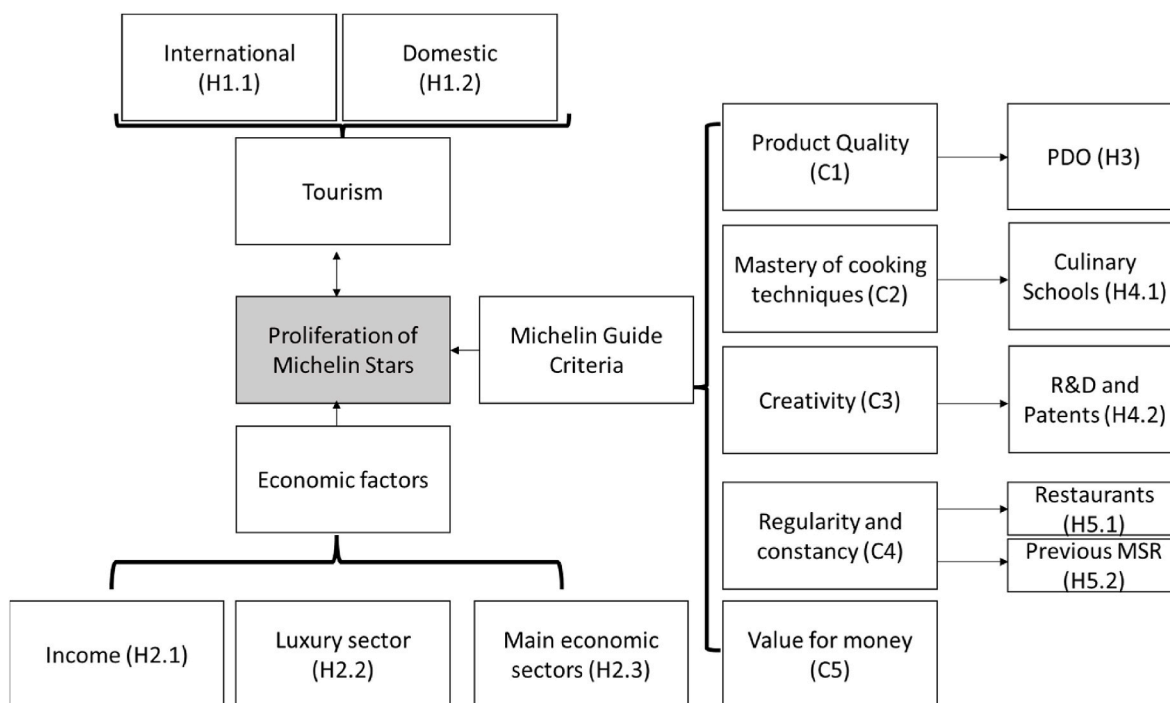 International
(H1.1)
Domestic
(H1.2)
Tourism
Proliferation of
Michelin Stars
Michelin Guide
Criteria
Economic factors
Income (H2.1)
Luxury sector
(H2.2)
Main economic
sectors (H2.3)
Product Quality
(C1)
PDO (H3)
Mastery of cooking
techniques (C2)
Culinary
Schools (H4.1)
Creativity (C3)
R&D and
Patents (H4.2)
Regularity and
constancy (C4)
Restaurants
(H5.1)
Previous MSR
(H5.2)
Value for money
(C5)